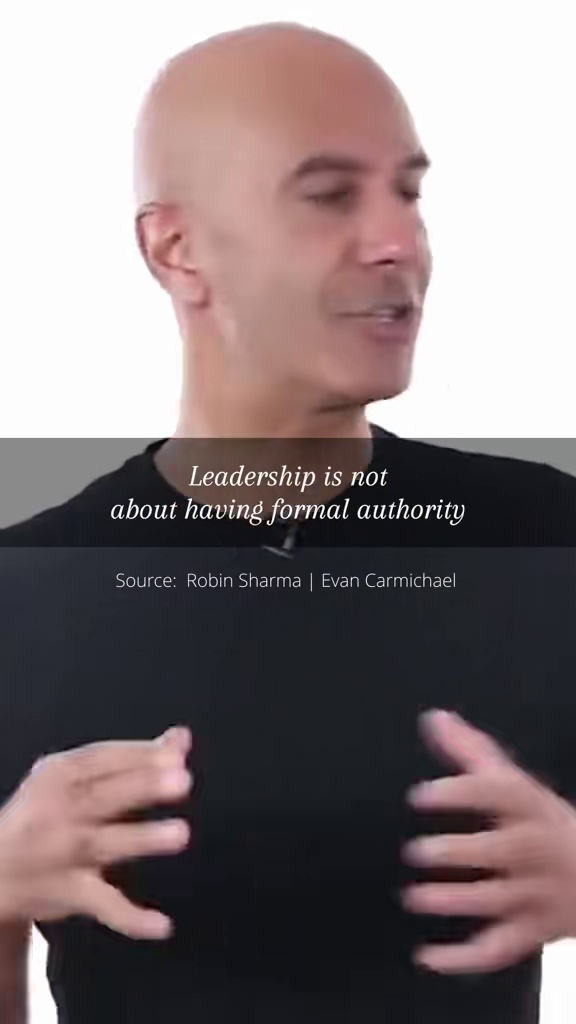 Leadership is not
about having formal authority
Source:  Robin Sharma | Evan Carmichael